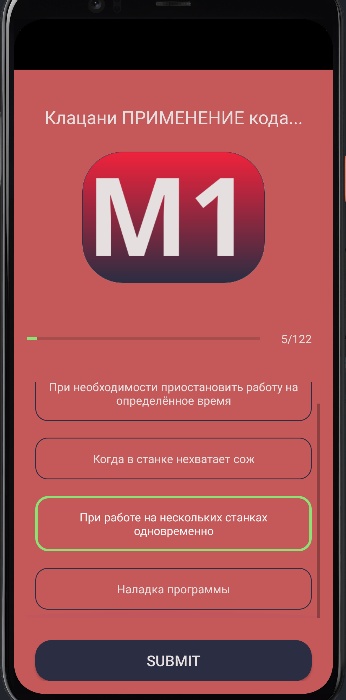 Клацани ПРИМЕНЕНИЕ кода...
M1
5/122
При необходимости приостановить работу на
определённое время
Когда в станке нехватает сож
При работе на нескольких станках
одновременно
Наладка программы
SUBMIT